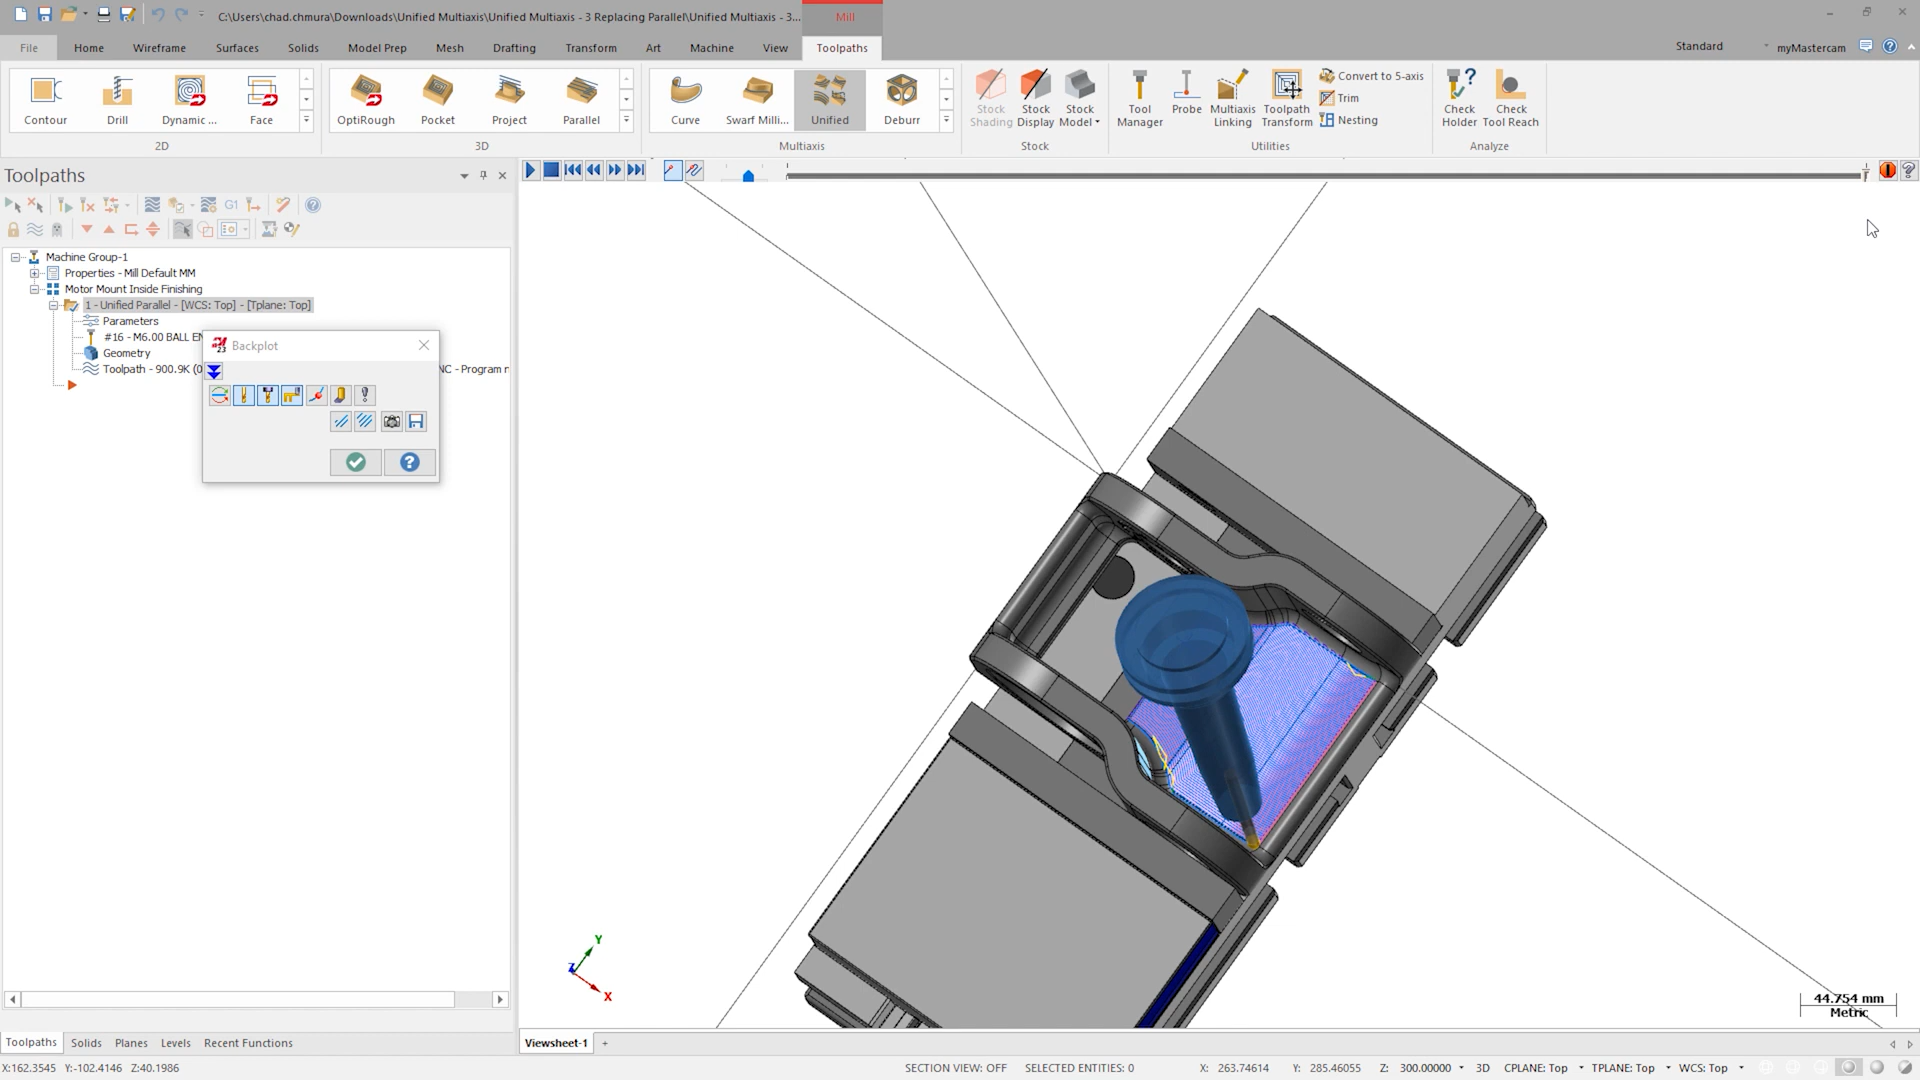 C:\Users\chad.chmura\Downloads\Unified Multiaxis\Unified Multiaxis - 3 Replacing Parallel\Unified Multiaxis - 3...
Mill
File
Home
Wireframe
Surfaces
Solids
Model Prep
Mesh
Drafting
Transform
Art
Machine
View
Toolpaths
Standard
myMastercam
Contour
Drill
Dynamic ...
Face
2D
OptiRough
Pocket
Project
Parallel
3D
Curve
Swarf Milli...
Unified
Deburr
Multiaxis
Stock Shading
Stock Display
Stock Model
Stock
Tool Manager
Probe
Multiaxis Linking
Toolpath Transform
Convert to 5-axis
Trim
Nesting
Utilities
Check Holder
Check Tool Reach
Analyze
Toolpaths
G1
Machine Group-1
Properties - Mill Default MM
Motor Mount Inside Finishing
1 - Unified Parallel - [WCS: Top] - [Tplane: Top]
Parameters
#16 - M6.00 BALL EN
Geometry
Toolpath - 900.9K (0
NC - Program n
Backplot
Y
Z
X
44.754 mm
Metric
Toolpaths
Solids
Planes
Levels
Recent Functions
Viewsheet-1
+
X:162.3545 Y:-102.4146 Z:40.1986
SECTION VIEW: OFF
SELECTED ENTITIES: 0
X: 263.74614
Y: 285.46055
Z: 300.00000
3D
CPLANE: Top
TPLANE: Top
WCS: Top